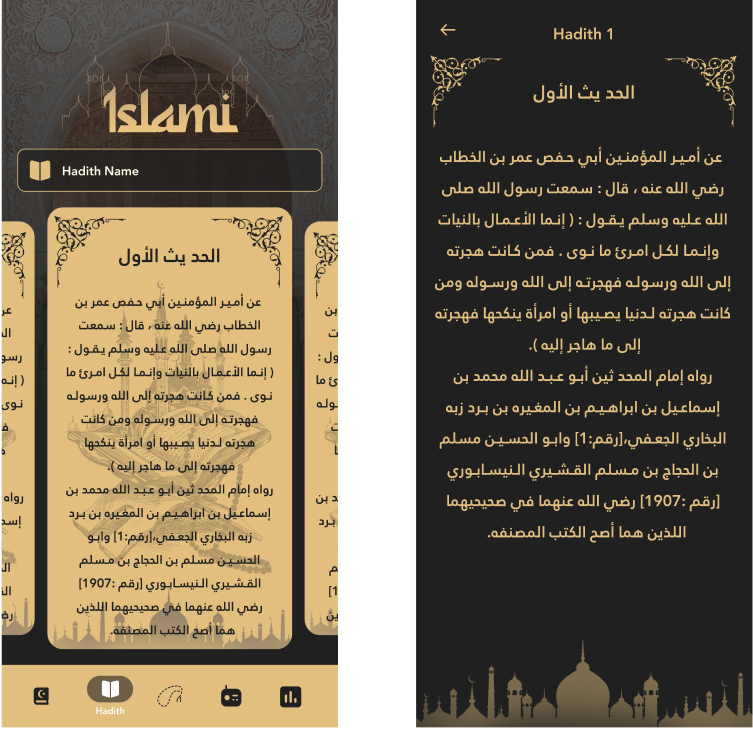 Islami
Hadith Name
الحد يث الأول
عن أمير المؤمنين أبي حفص عمر بن
الخطاب رضي الله عنه ، قال : سمعت
رسول الله صلى الله عليه وسلم يقول :
( إنما الأعمال بالنيات وإنما لكل امرئ ما
نوى . فمن كانت هجرته إلى الله ورسوله
فهجرته إلى الله ورسوله ومن كانت
هجرته لدنيا يصيبها أو امرأة ينكحها
فهجرته إلى ما هاجر إليه ).
رواه إمام المحد ثين أبو عبد الله محمد بن
إسماعيل بن ابراهيم بن المغيره بن برد
زبه البخاري الجعفي،[رقم:1] وابو
الحسين مسلم بن الحجاج بن مسلم
القشيري النيسابوري [رقم :1907]
رضي الله عنهما في صحيحيهما اللذين
هما أصح الكتب المصنفه.
Hadith
Hadith 1
الحد يث الأول
عن أمير المؤمنين أبي حفص عمر بن الخطاب
رضي الله عنه ، قال : سمعت رسول الله صلى
الله عليه وسلم يقول : ( إنما الأعمال بالنيات
وإنما لكل امرئ ما نوى . فمن كانت هجرته
إلى الله ورسوله فهجرته إلى الله ورسوله ومن
كانت هجرته لدنيا يصيبها أو امرأة ينكحها فهجرته
إلى ما هاجر إليه ).
رواه إمام المحد ثين أبو عبد الله محمد بن
إسماعيل بن ابراهيم بن المغيره بن برد زبه
البخاري الجعفي،[رقم:1] وابو الحسين مسلم
بن الحجاج بن مسلم القشيري النيسابوري
[رقم :1907] رضي الله عنهما في صحيحيهما
اللذين هما أصح الكتب المصنفه.